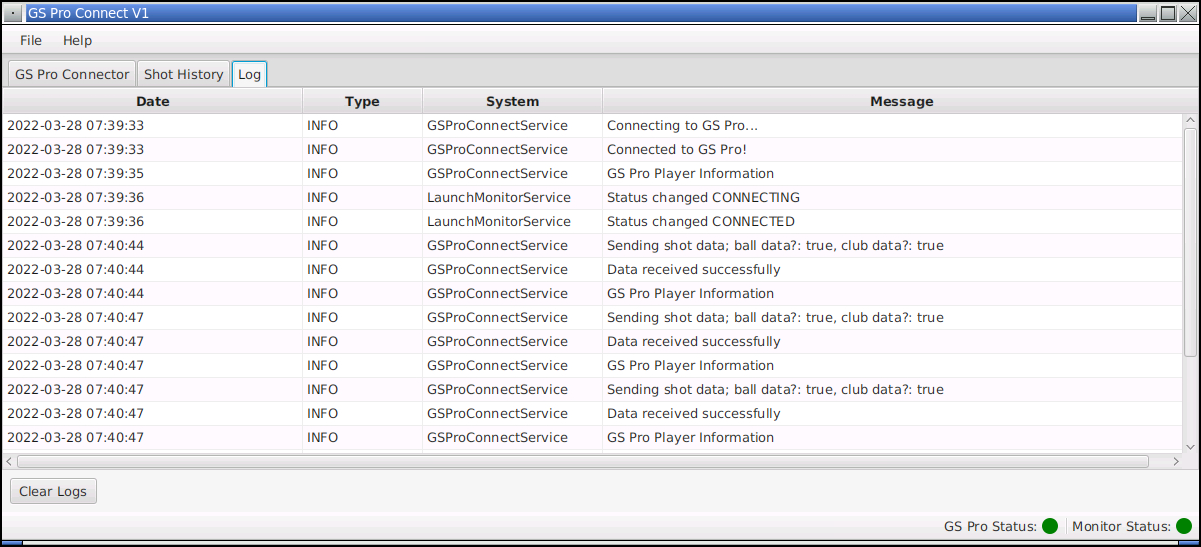 GS Pro Connect V1
File Help
GS Pro Connector Shot History Log
Date Type System Message
2022-03-28 07:39:33 INFO GSProConnectService Connecting to GS Pro...
2022-03-28 07:39:33 INFO GSProConnectService Connected to GS Pro!
2022-03-28 07:39:35 INFO GSProConnectService GS Pro Player Information
2022-03-28 07:39:36 INFO LaunchMonitorService Status changed CONNECTING
2022-03-28 07:39:36 INFO LaunchMonitorService Status changed CONNECTED
2022-03-28 07:40:44 INFO GSProConnectService Sending shot data; ball data?: true, club data?: true
2022-03-28 07:40:44 INFO GSProConnectService Data received successfully
2022-03-28 07:40:44 INFO GSProConnectService GS Pro Player Information
2022-03-28 07:40:47 INFO GSProConnectService Sending shot data; ball data?: true, club data?: true
2022-03-28 07:40:47 INFO GSProConnectService Data received successfully
2022-03-28 07:40:47 INFO GSProConnectService GS Pro Player Information
2022-03-28 07:40:47 INFO GSProConnectService Sending shot data; ball data?: true, club data?: true
2022-03-28 07:40:47 INFO GSProConnectService Data received successfully
2022-03-28 07:40:47 INFO GSProConnectService GS Pro Player Information
Clear Logs
GS Pro Status: Monitor Status: